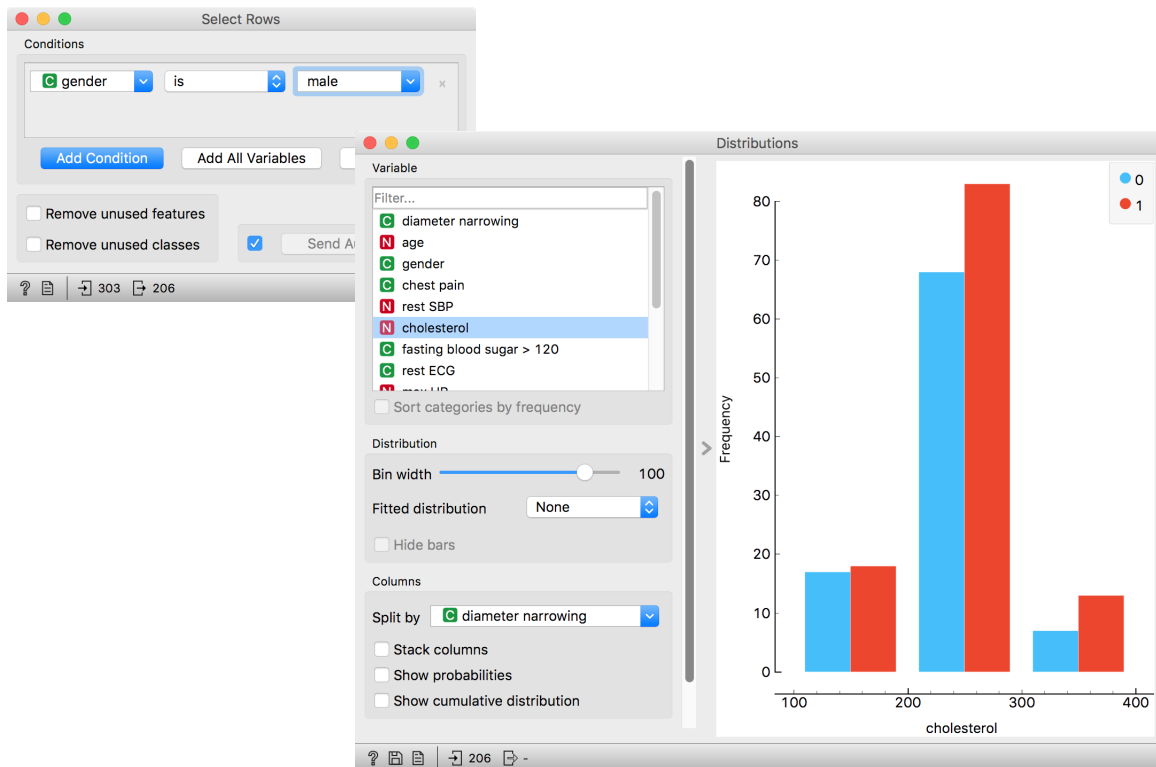 Select Rows
Conditions
C gender
is
male
×
Add Condition
Add All Variables
Remove unused features
Remove unused classes
? 303 206
Distributions
Variable
Filter...
C diameter narrowing
N age
C gender
C chest pain
N rest SBP
N cholesterol
C fasting blood sugar > 120
C rest ECG
Sort categories by frequency
Distribution
Bin width 100
Fitted distribution None
Hide bars
Columns
Split by C diameter narrowing
Stack columns
Show probabilities
Show cumulative distribution
? 206 -
0
1
80
70
60
50
40
30
20
10
0
Frequency
100 200 300 400
cholesterol